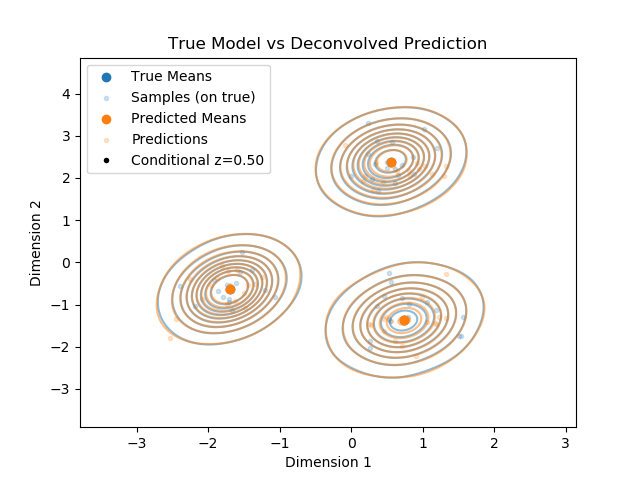 True Model vs Deconvolved Prediction
True Means
Samples (on true)
Predicted Means
Predictions
Conditional z=0.50
4
3
2
1
0
−1
−2
−3
Dimension 2
−3
−2
−1
0
1
2
3
Dimension 1